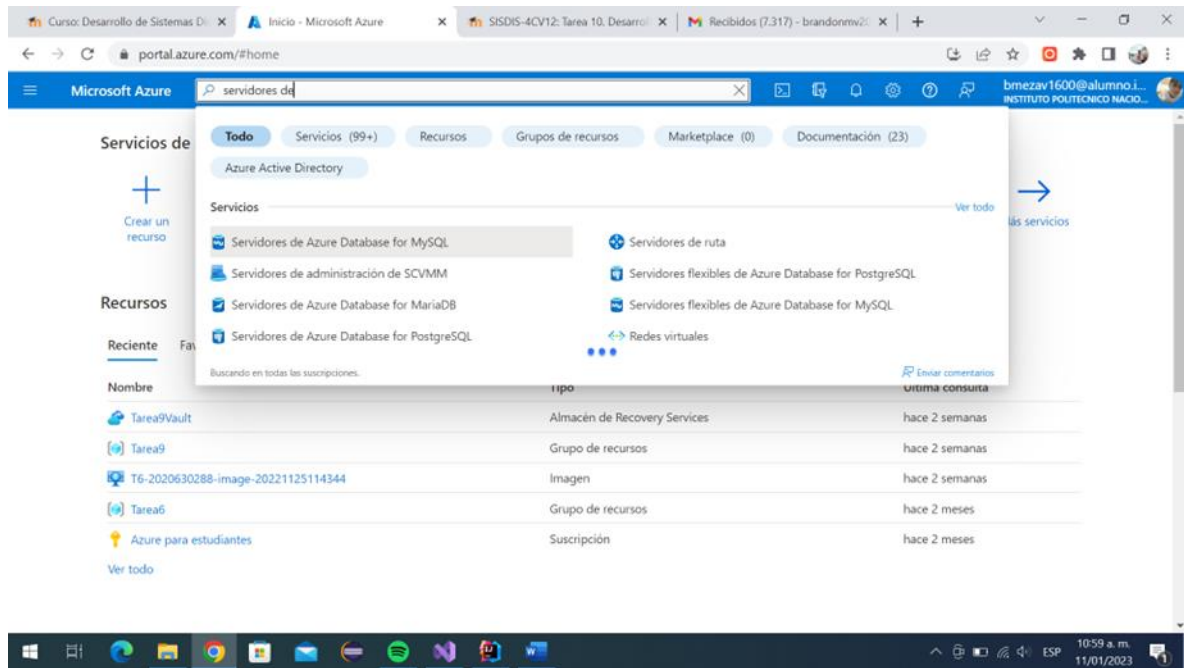 Curso: Desarrollo de Sistemas Di
Inicio - Microsoft Azure
SISDIS-4CV12: Tarea 10. Desarrol
Recibidos (7.317) - brandonmv20
portal.azure.com/#home
Microsoft Azure
servidores de
bmezav1600@alumno.i...
INSTITUTO POLITECNICO NACIO...
Servicios de
Todo
Servicios (99+)
Recursos
Grupos de recursos
Marketplace (0)
Documentación (23)
Azure Active Directory
Crear un
recurso
ás servicios
Servicios
Ver todo
Servidores de Azure Database for MySQL
Servidores de ruta
Servidores de administración de SCVMM
Servidores flexibles de Azure Database for PostgreSQL
Servidores de Azure Database for MariaDB
Servidores flexibles de Azure Database for MySQL
Servidores de Azure Database for PostgreSQL
Redes virtuales
Buscando en todas las suscripciones.
Enviar comentarios
Recursos
Reciente
Fav
Nombre
Tipo
Última consulta
Tarea9Vault
Almacén de Recovery Services
hace 2 semanas
Tarea9
Grupo de recursos
hace 2 semanas
T6-2020630288-image-20221125114344
Imagen
hace 2 semanas
Tarea6
Grupo de recursos
hace 2 meses
Azure para estudiantes
Suscripción
hace 2 meses
Ver todo
ESP
10:59 a. m.
11/01/2023